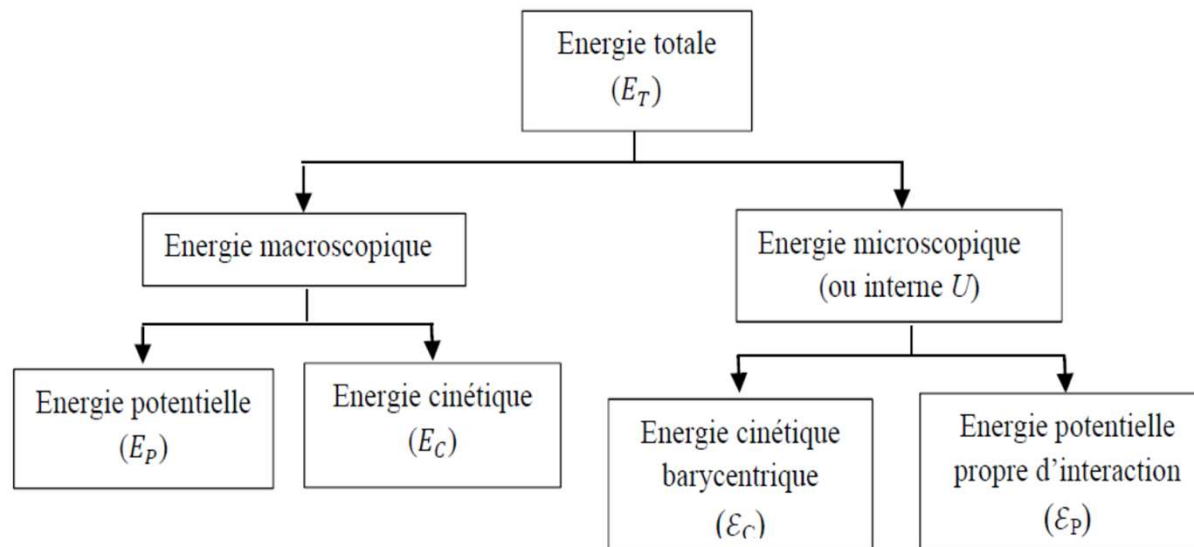 Energie totale
(E_T)
Energie macroscopique
Energie microscopique
(ou interne U)
Energie potentielle
(E_P)
Energie cinétique
(E_C)
Energie cinétique
barycentrique
(ℰ_C)
Energie potentielle
propre d’interaction
(ℰ_P)